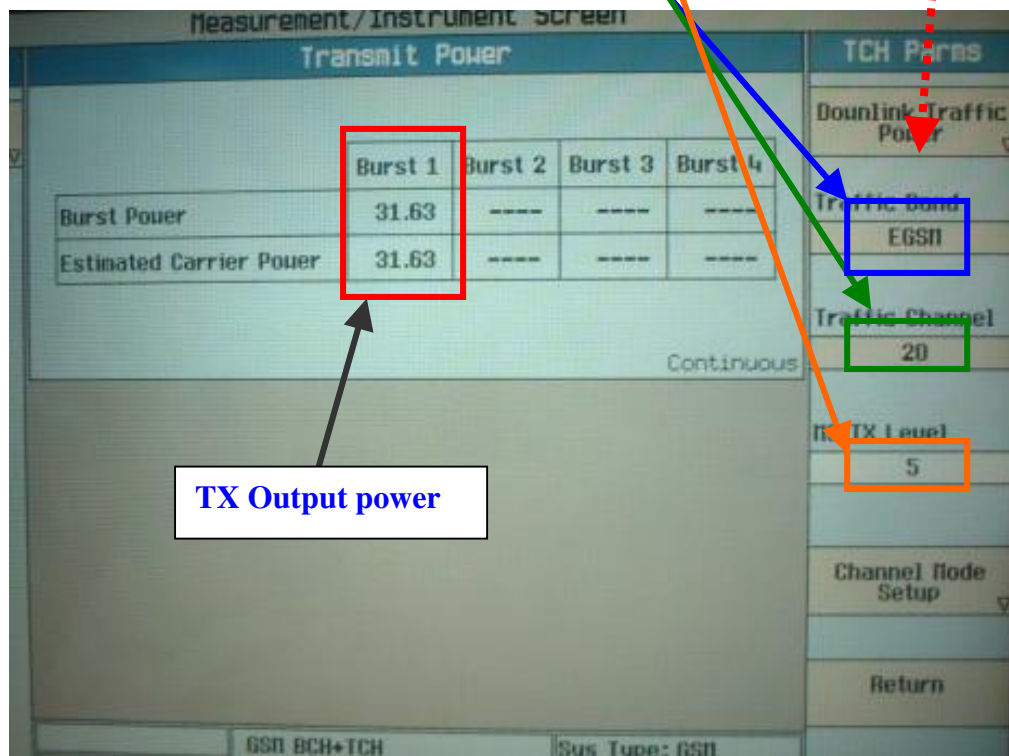 Measurement/Instrument Screen
Transmit Power
Burst 1 Burst 2 Burst 3 Burst 4
Burst Power 31.63 ---- ---- ----
Estimated Carrier Power 31.63 ---- ---- ----
Continuous
TX Output power
GSM BCH+TCH
Sys Type: GSM
TCH Parms
Downlink Traffic
Power
Traffic Band
EGSM
Traffic Channel
20
MS TX Level
5
Channel Mode
Setup
Return